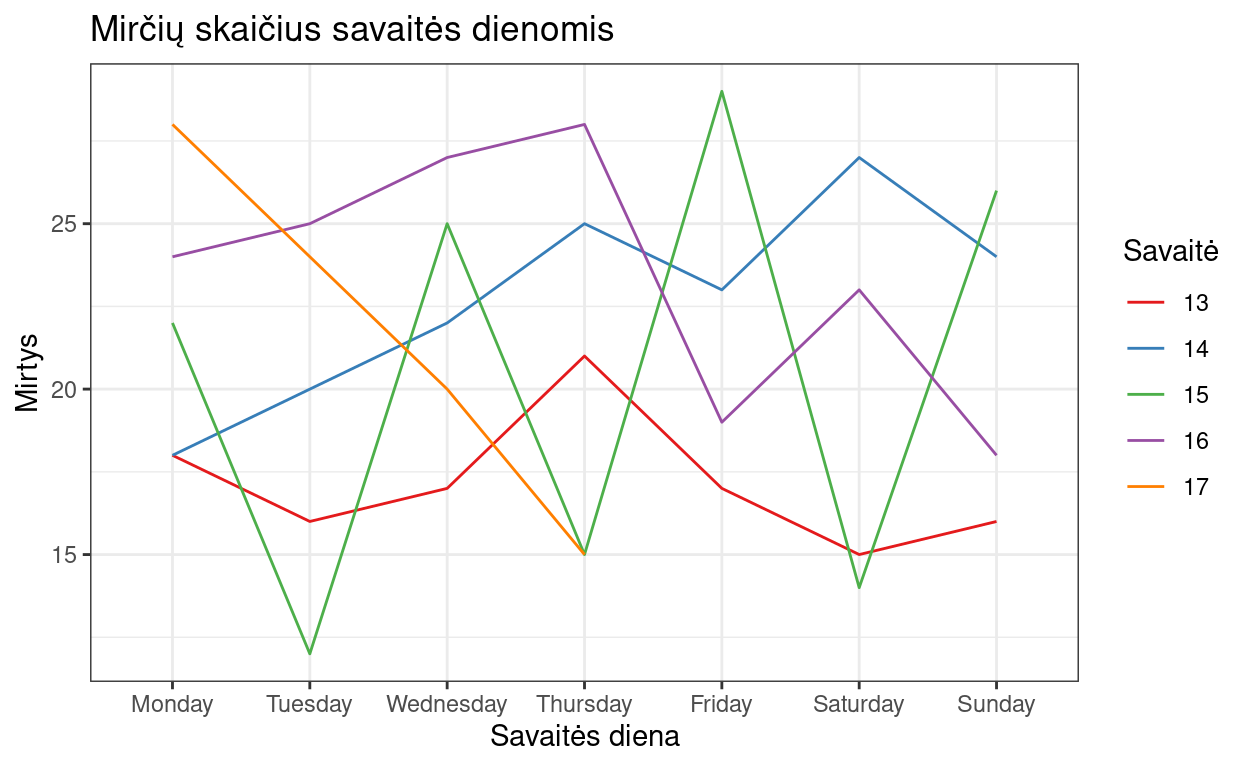 Mirčių skaičius savaitės dienomis
Mirtys
25
20
15
Monday Tuesday Wednesday Thursday Friday Saturday Sunday
Savaitės diena
Savaitė
13
14
15
16
17